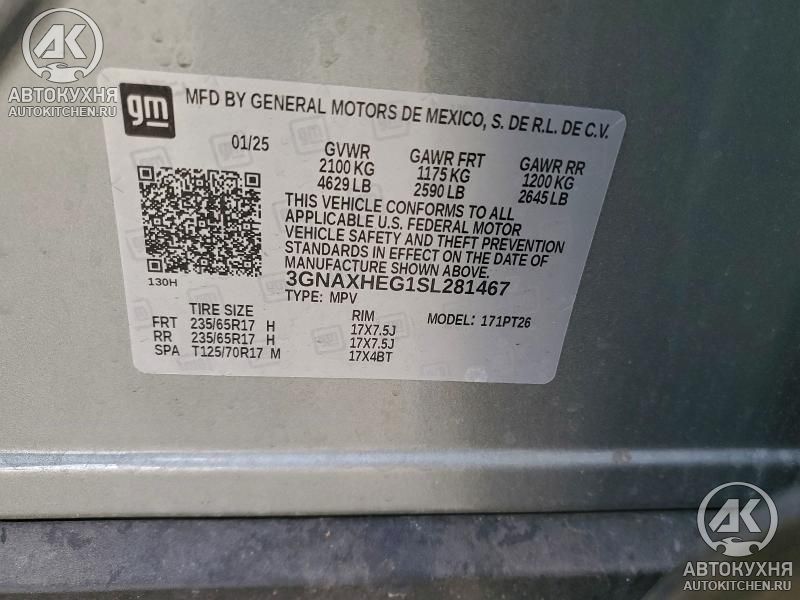 AK
АВТОКУХНЯ
AUTOKITCHEN.RU
gm
MFD BY GENERAL MOTORS DE MEXICO, S. DE R.L. DE C.V.
01/25
GVWR
2100 KG
4629 LB
GAWR FRT
1175 KG
2590 LB
GAWR RR
1200 KG
2645 LB
THIS VEHICLE CONFORMS TO ALL
APPLICABLE U.S. FEDERAL MOTOR
VEHICLE SAFETY AND THEFT PREVENTION
STANDARDS IN EFFECT ON THE DATE OF
MANUFACTURE SHOWN ABOVE.
130H
3GNAXHEG1SL281467
TYPE: MPV
TIRE SIZE RIM MODEL: 171PT26
FRT 235/65R17 H 17X7.5J
RR 235/65R17 H 17X7.5J
SPA T125/70R17 M 17X4BT
AK
АВТОКУХНЯ
AUTOKITCHEN.RU